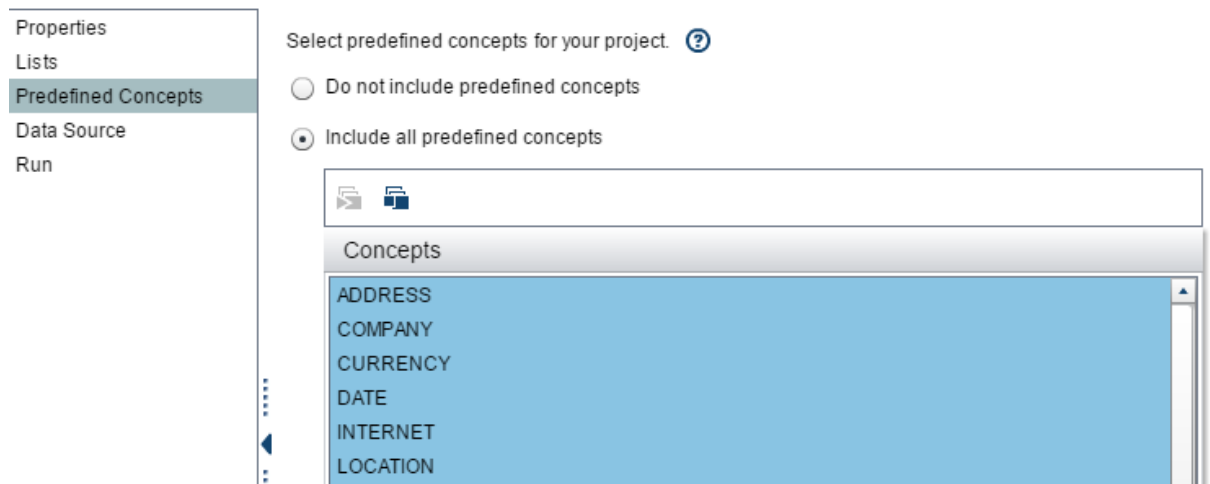 Properties
Lists
Predefined Concepts
Data Source
Run
Select predefined concepts for your project. ?
Do not include predefined concepts
Include all predefined concepts
Concepts
ADDRESS
COMPANY
CURRENCY
DATE
INTERNET
LOCATION